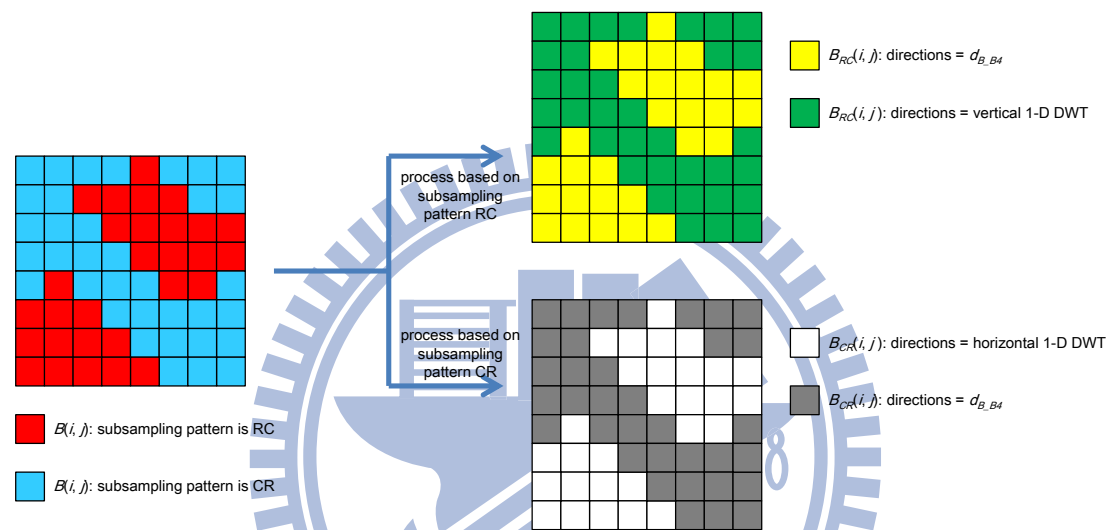 B_RC(i, j): directions = d_B_B4
B_RC(i, j): directions = vertical 1-D DWT
process based on
subsampling
pattern RC
process based on
subsampling
pattern CR
B_CR(i, j): directions = horizontal 1-D DWT
B_CR(i, j): directions = d_B_B4
B(i, j): subsampling pattern is RC
B(i, j): subsampling pattern is CR
8